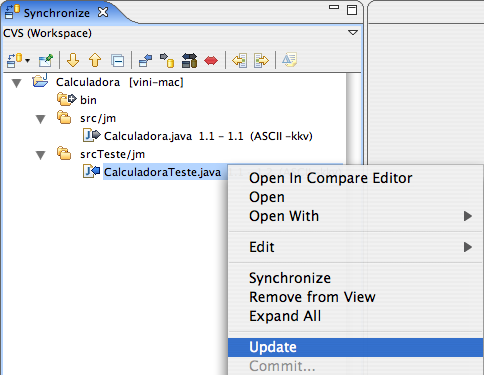 Synchronize
CVS (Workspace)
Calculadora [vini-mac]
bin
src/jm
Calculadora.java 1.1 - 1.1 (ASCII -kkv)
srcTeste/jm
CalculadoraTeste.java
Open In Compare Editor
Open
Open With
Edit
Synchronize
Remove from View
Expand All
Update
Commit...